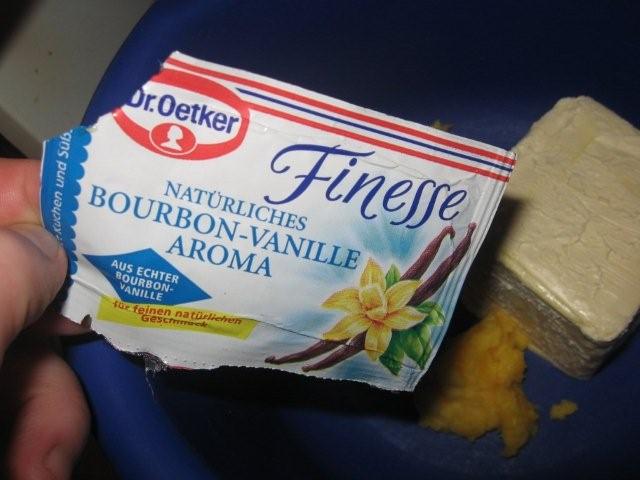 Dr.Oetker
Finesse
NATÜRLICHES
BOURBON-VANILLE
AROMA
AUS ECHTER
BOURBON-
VANILLE
für feinen natürlichen
Geschmack
Kuchen und Süß